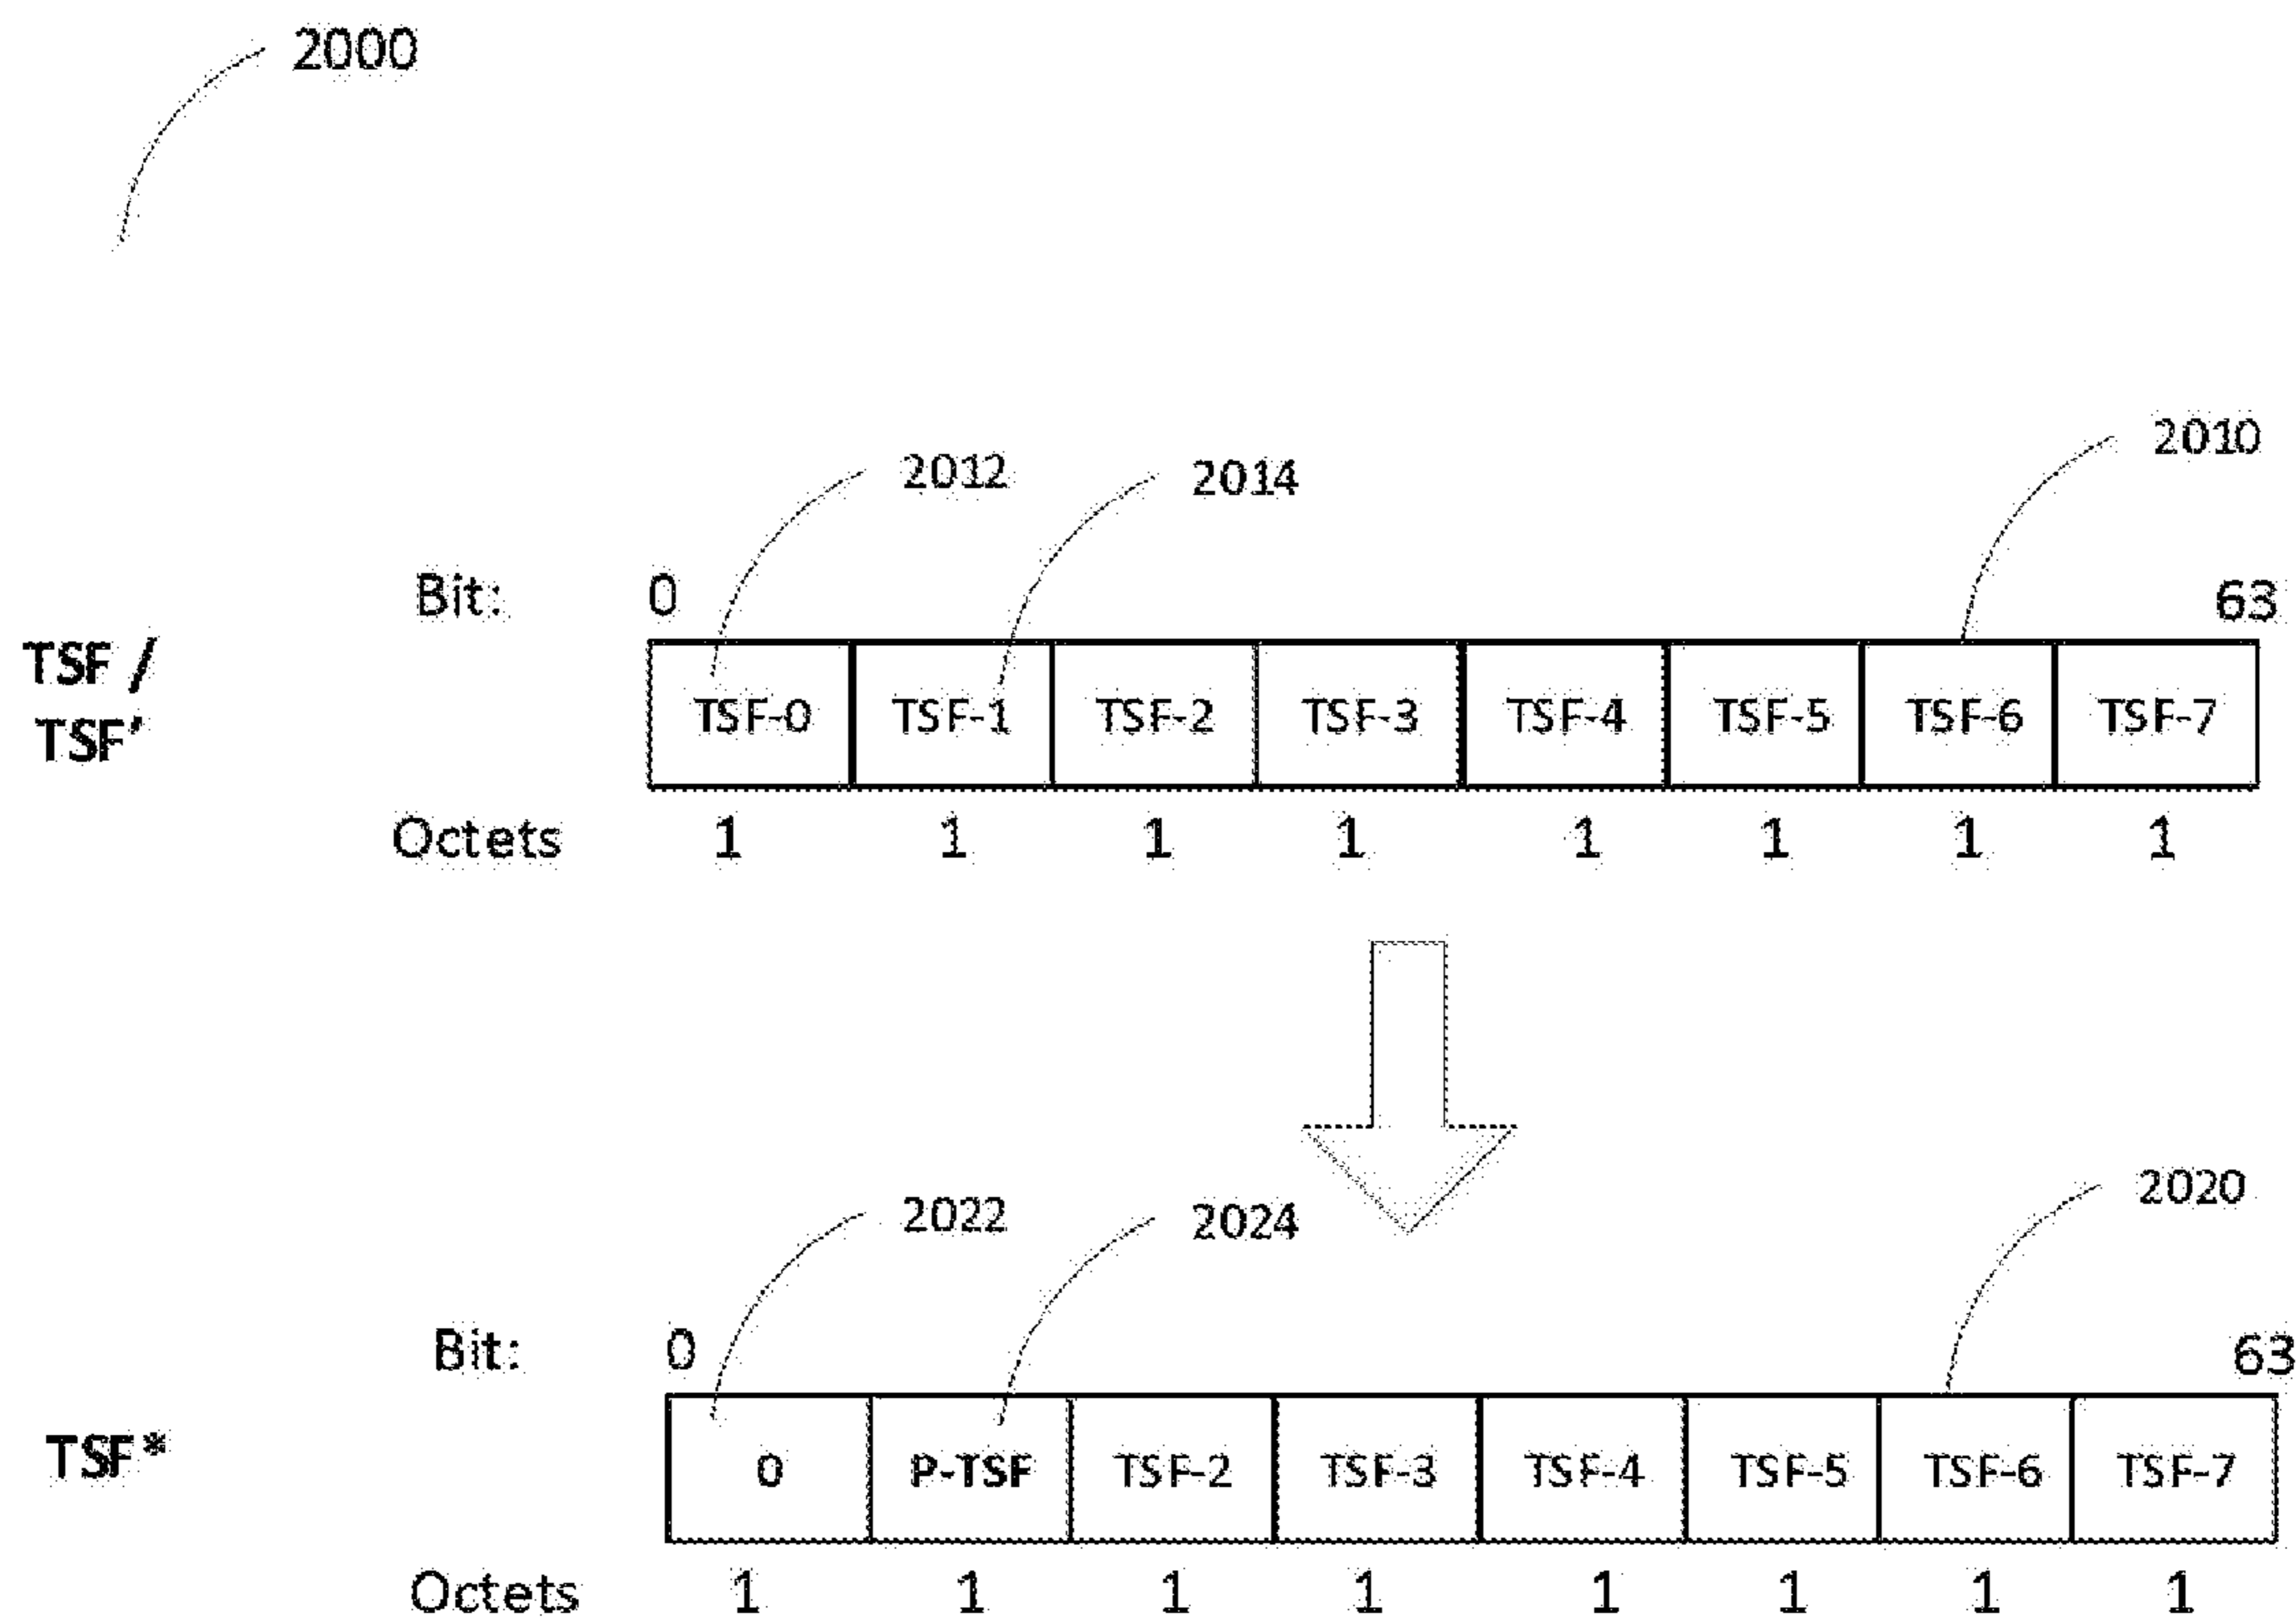 2000
2012 2014 2010
Bit: 0 63
TSF /
TSF'
TSF-0 TSF-1 TSF-2 TSF-3 TSF-4 TSF-5 TSF-6 TSF-7
Octets 1 1 1 1 1 1 1 1
2022 2024 2020
Bit: 0 63
TSF* 0 P-TSF TSF-2 TSF-3 TSF-4 TSF-5 TSF-6 TSF-7
Octets 1 1 1 1 1 1 1 1